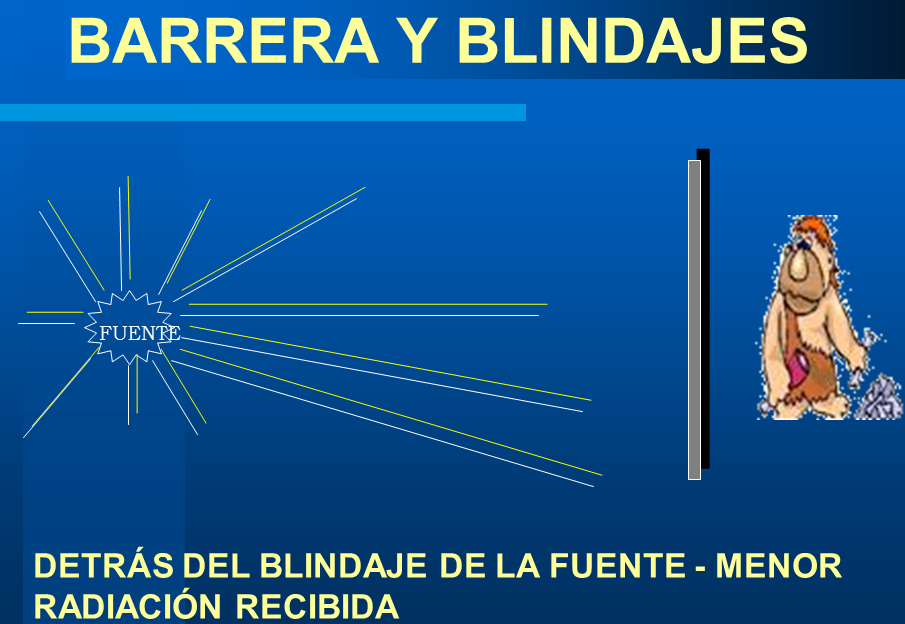 BARRERA Y BLINDAJES
FUENTE
DETRÁS DEL BLINDAJE DE LA FUENTE - MENOR
RADIACIÓN RECIBIDA